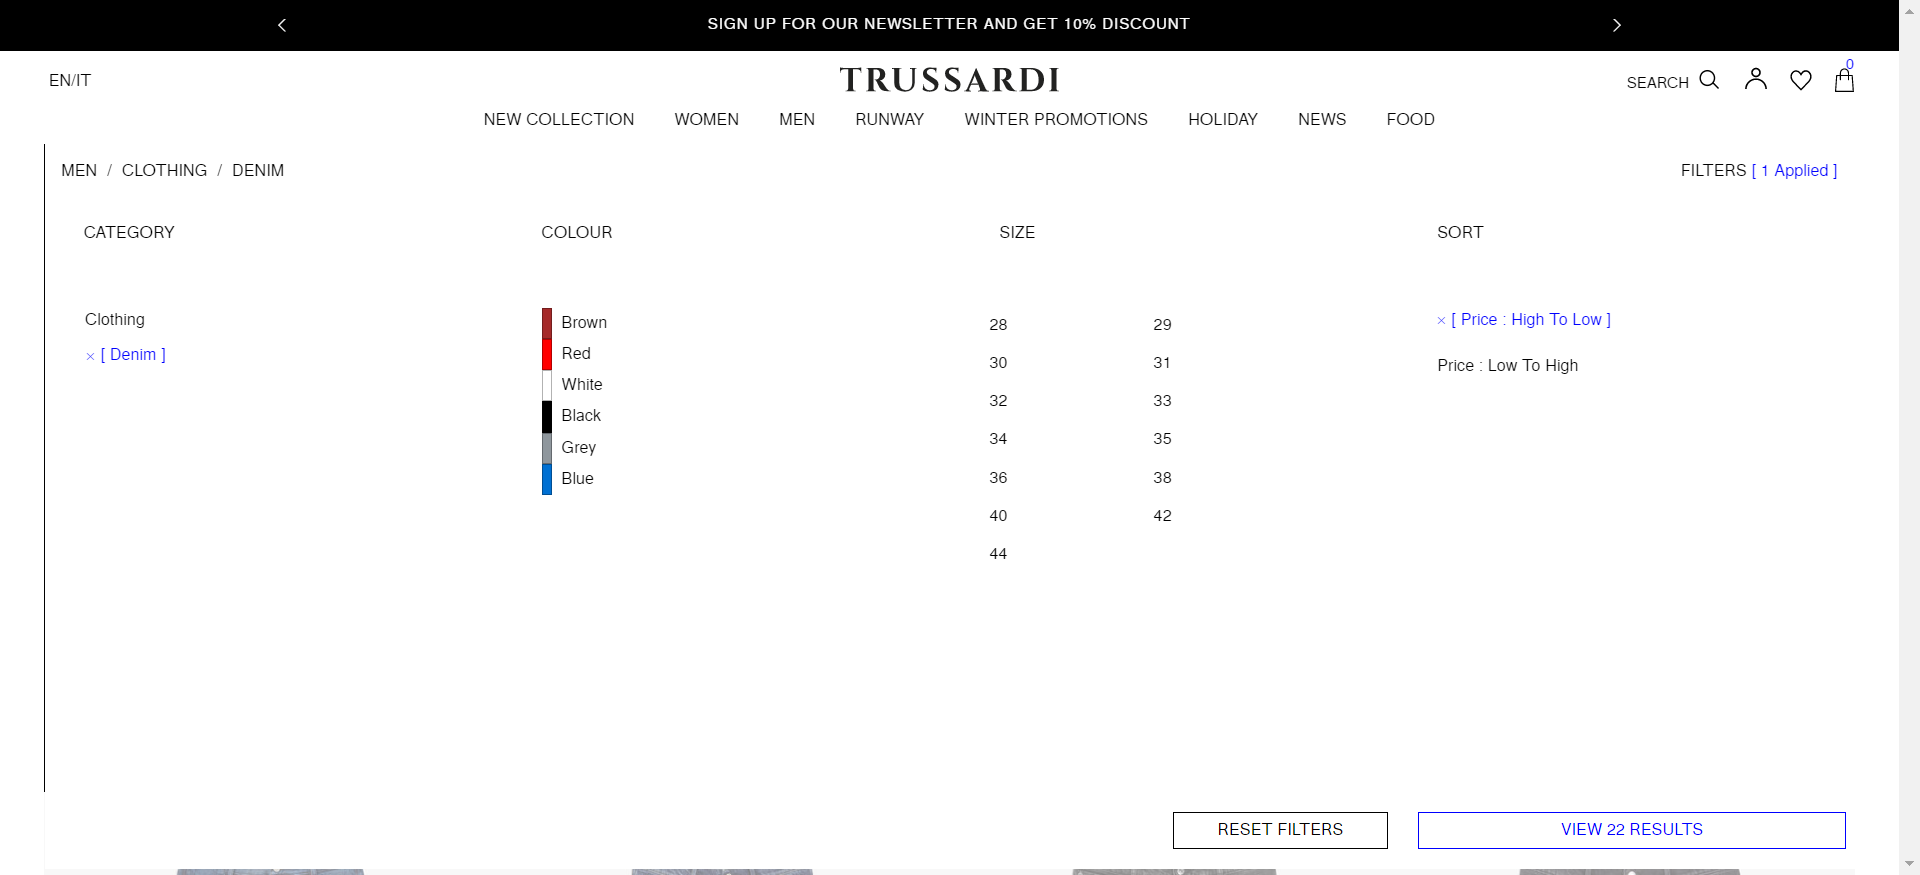 SIGN UP FOR OUR NEWSLETTER AND GET 10% DISCOUNT
EN/IT
TRUSSARDI
SEARCH
0
NEW COLLECTION WOMEN MEN RUNWAY WINTER PROMOTIONS HOLIDAY NEWS FOOD
MEN / CLOTHING / DENIM
FILTERS [ 1 Applied ]
CATEGORY
Clothing
× [ Denim ]
COLOUR
Brown
Red
White
Black
Grey
Blue
SIZE
28 29
30 31
32 33
34 35
36 38
40 42
44
SORT
× [ Price : High To Low ]
Price : Low To High
RESET FILTERS
VIEW 22 RESULTS